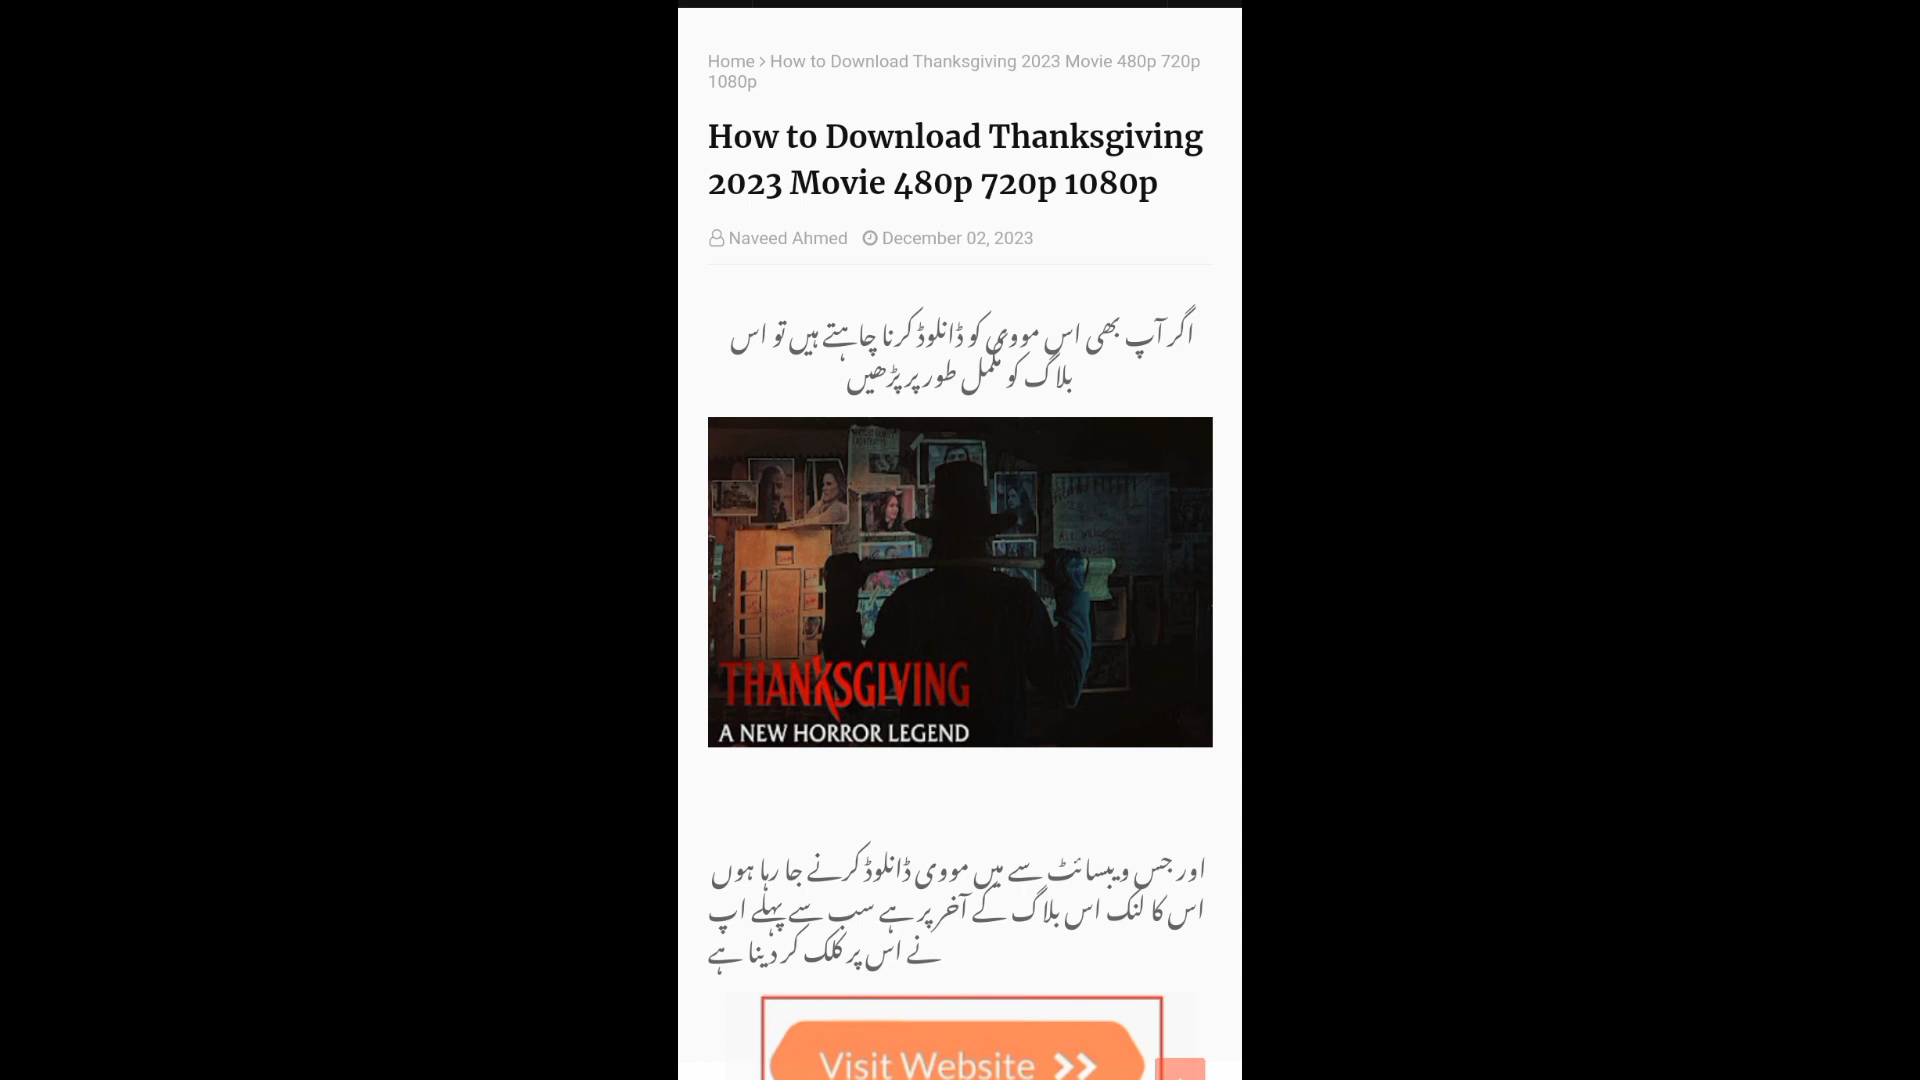 Home > How to Download Thanksgiving 2023 Movie 480p 720p
1080p
How to Download Thanksgiving
2023 Movie 480p 720p 1080p
Naveed Ahmed December 02, 2023
اگر آپ بھی اس مووی کو ڈانلوڈ کرنا چاہتے ہیں تو اس
بلاگ کو مکمل طور پر پڑھیں
THANKSGIVING
A NEW HORROR LEGEND
اور جس ویبسائٹ سے میں مووی ڈانلوڈ کرنے جا رہا ہوں
اس کا لنک اس بلاگ کے آخر پر ہے سب سے پہلے اپ
نے اس پر کلک کر دینا ہے
Visit Website >>